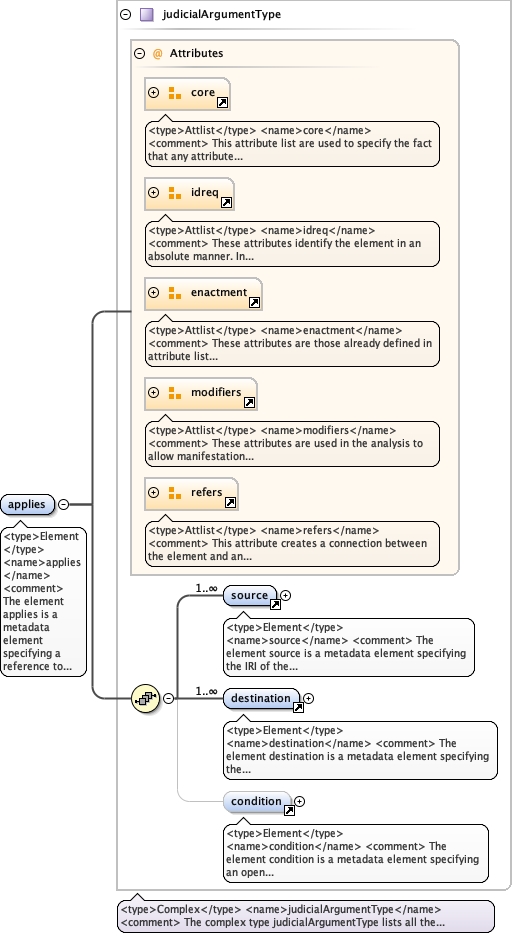 judicialArgumentType
@ Attributes
core
<type>Attlist</type> <name>core</name>
<comment> This attribute list are used to specify the fact
that any attribute...
idreq
<type>Attlist</type> <name>idreq</name>
<comment> These attributes identify the element in an
absolute manner. In...
enactment
<type>Attlist</type> <name>enactment</name>
<comment> These attributes are those already defined in
attribute list...
modifiers
<type>Attlist</type> <name>modifiers</name>
<comment> These attributes are used in the analysis to
allow manifestation...
refers
<type>Attlist</type> <name>refers</name>
<comment> This attribute creates a connection between
the element and an...
applies
<type>Element
</type>
<name>applies
</name>
<comment>
The element
applies is a
metadata
element
specifying a
reference to...
1..∞
source
<type>Element</type>
<name>source</name> <comment> The
element source is a metadata element specifying
the IRI of the...
1..∞
destination
<type>Element</type>
<name>destination</name> <comment> The
element destination is a metadata element specifying
the...
condition
<type>Element</type>
<name>condition</name> <comment> The
element condition is a metadata element specifying
an open...
<type>Complex</type> <name>judicialArgumentType</name>
<comment> The complex type judicialArgumentType lists all the...